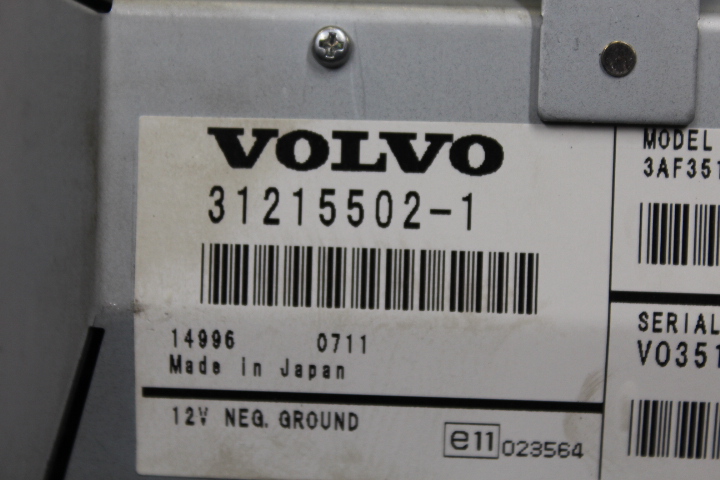 VOLVO
31215502-1
14996 0711
Made in Japan
12V NEG. GROUND
e11 023564
MODEL
3AF351
SERIAL
VO351